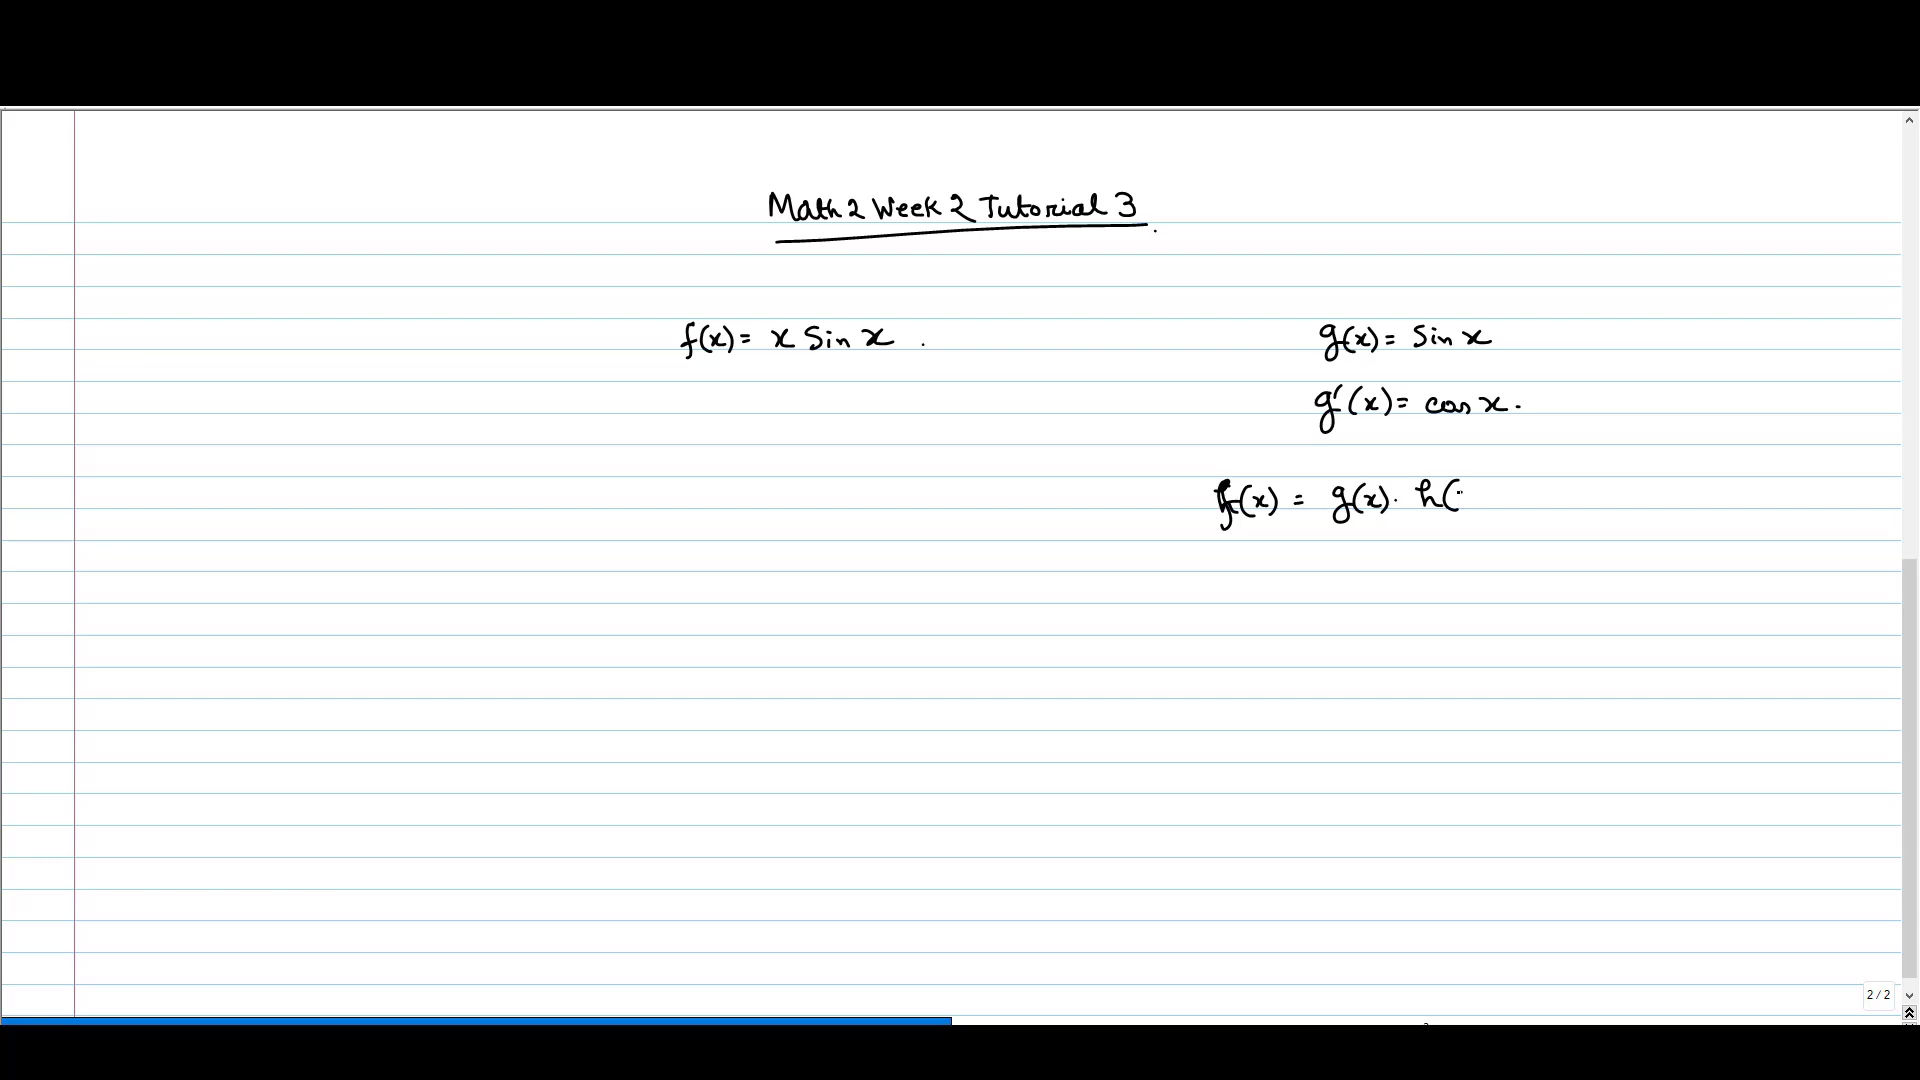 Math 2 Week 2 Tutorial 3
f(x) = x Sin x .
g(x) = Sin x
g'(x) = cos x .
f(x) = g(x) . h(
2 / 2